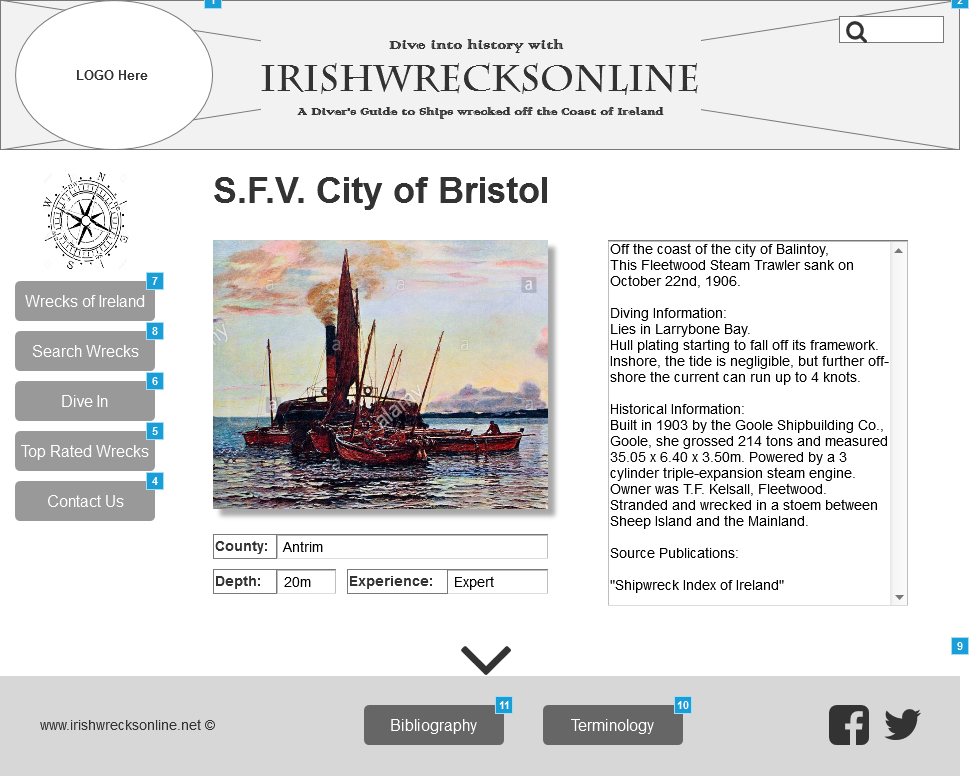 1
2
LOGO Here
Dive into history with
IRISHWRECKSONLINE
A Diver's Guide to Ships wrecked off the Coast of Ireland
N
W
E
S
S.F.V. City of Bristol
7
Wrecks of Ireland
8
Search Wrecks
6
Dive In
5
Top Rated Wrecks
4
Contact Us
a
a
a
a
a
a
a
alamy
County:
Antrim
Depth:
20m
Experience:
Expert
Off the coast of the city of Balintoy,
This Fleetwood Steam Trawler sank on
October 22nd, 1906.
Diving Information:
Lies in Larrybone Bay.
Hull plating starting to fall off its framework.
Inshore, the tide is negligible, but further off-
shore the current can run up to 4 knots.
Historical Information:
Built in 1903 by the Goole Shipbuilding Co.,
Goole, she grossed 214 tons and measured
35.05 x 6.40 x 3.50m. Powered by a 3
cylinder triple-expansion steam engine.
Owner was T.F. Kelsall, Fleetwood.
Stranded and wrecked in a stoem between
Sheep Island and the Mainland.
Source Publications:
"Shipwreck Index of Ireland"
9
www.irishwrecksonline.net ©
11
Bibliography
10
Terminology